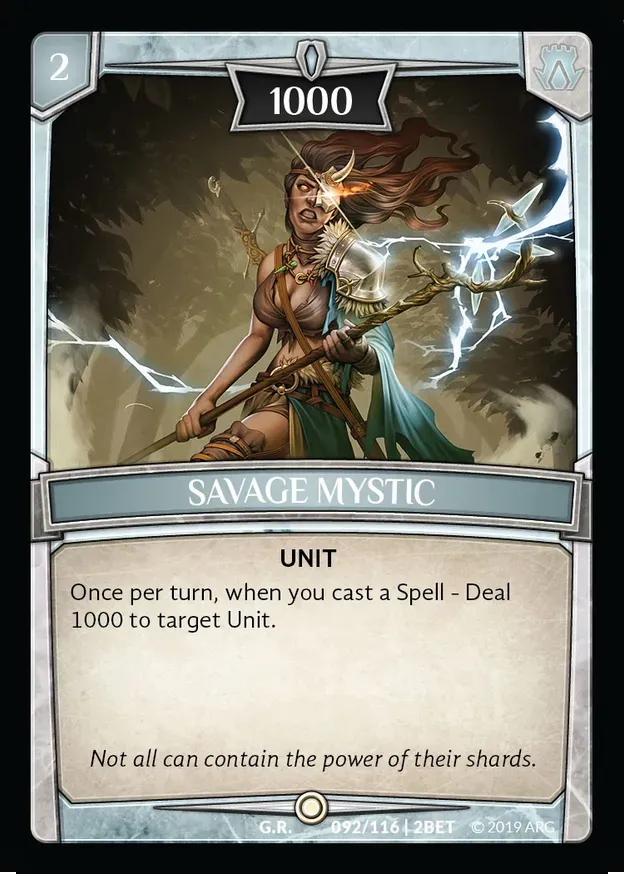 2
1000
SAVAGE MYSTIC
UNIT
Once per turn, when you cast a Spell - Deal
1000 to target Unit.
Not all can contain the power of their shards.
G.R. 092/116 | 2BET © 2019 ARG